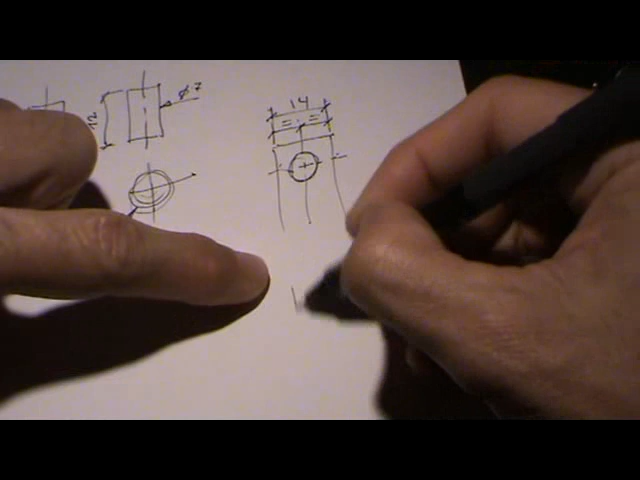 ø7
12
14
= =